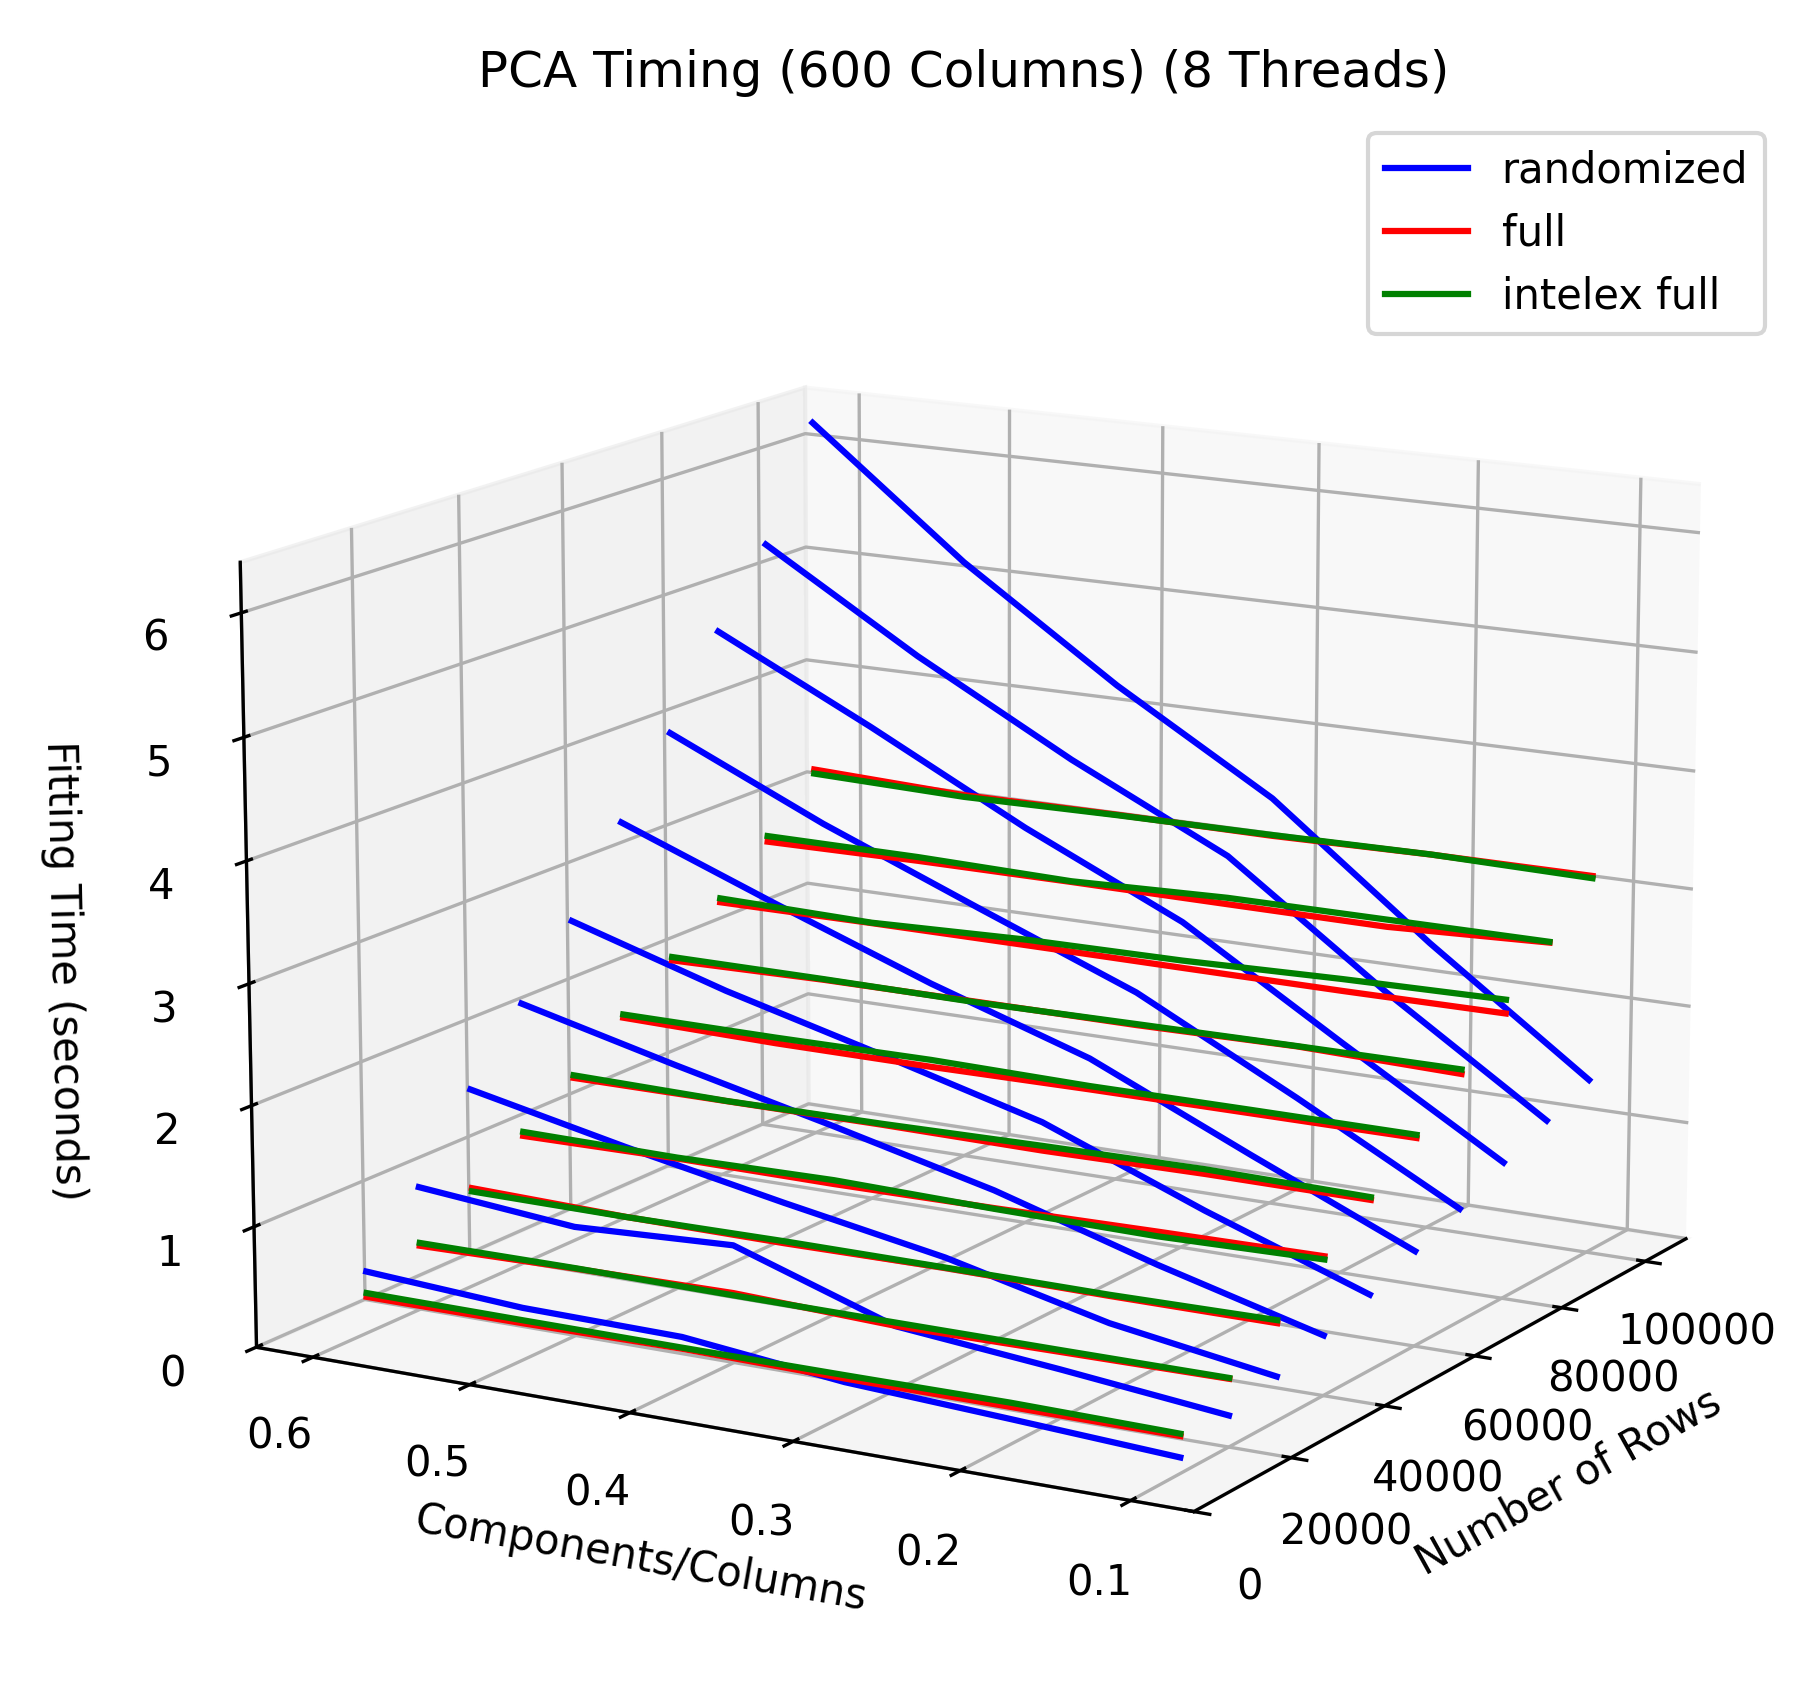 PCA Timing (600 Columns) (8 Threads)
randomized
full
intelex full
Fitting Time (seconds)
6
5
4
3
2
1
0
0.6
0.5
0.4
0.3
0.2
0.1
Components/Columns
0
20000
40000
60000
80000
100000
Number of Rows